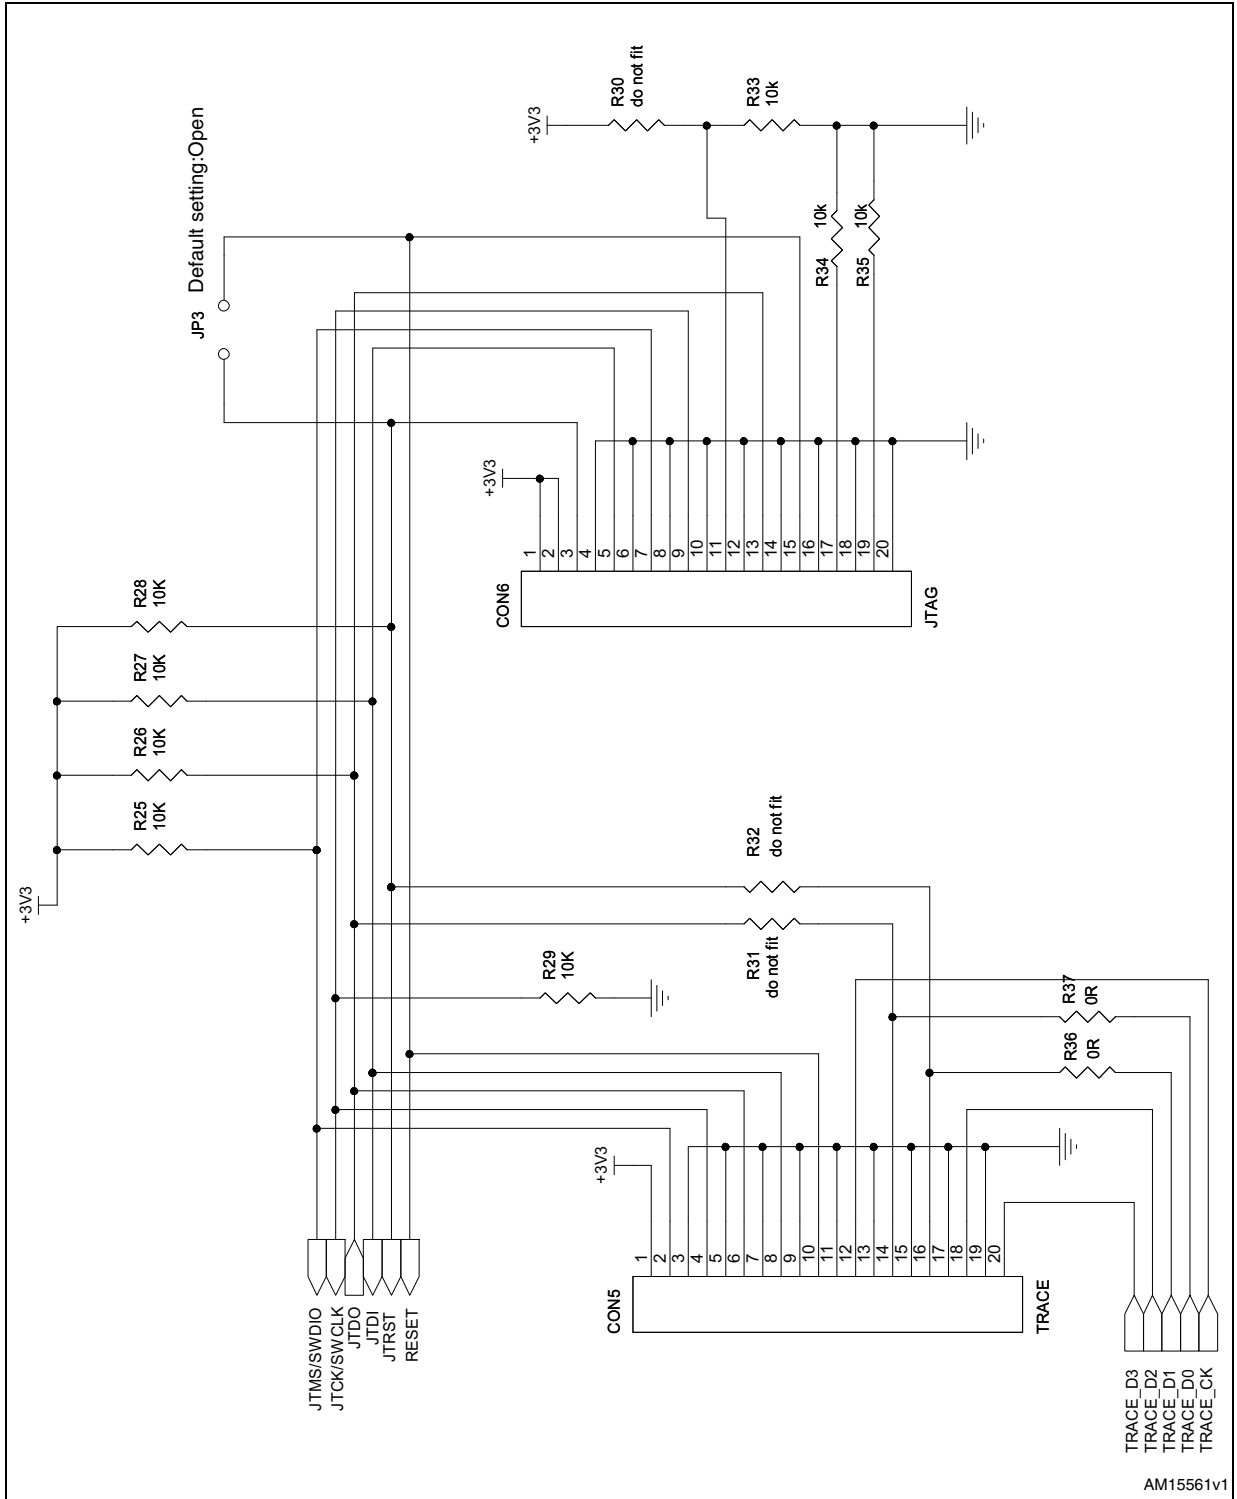 +3V3
R25
10K
R26
10K
R27
10K
R28
10K
JP3
Default setting:Open
+3V3
R30
do not fit
R33
10k
R34
10k
R35
10k
+3V3
CON6
1
2
3
4
5
6
7
8
9
10
11
12
13
14
15
16
17
18
19
20
JTAG
R32
do not fit
R31
do not fit
R29
10K
R37
0R
R36
0R
+3V3
CON5
1
2
3
4
5
6
7
8
9
10
11
12
13
14
15
16
17
18
19
20
TRACE
JTMS/SWDIO
JTCK/SWCLK
JTDO
JTDI
JTRST
RESET
TRACE_D3
TRACE_D2
TRACE_D1
TRACE_D0
TRACE_CK
AM15561v1